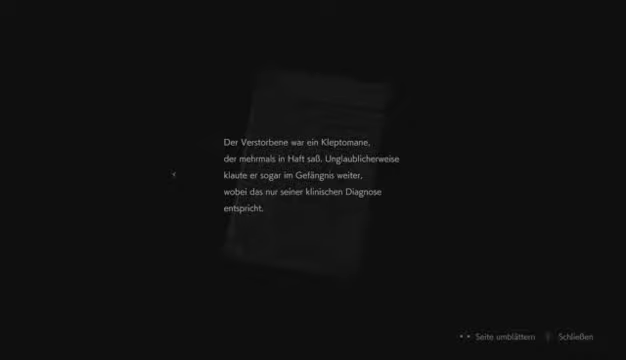 Der Verstorbene war ein Kleptomane,
der mehrmals in Haft saß. Unglaublicherweise
klaute er sogar im Gefängnis weiter,
wobei das nur seiner klinischen Diagnose
entspricht.
Seite umblättern
Schließen